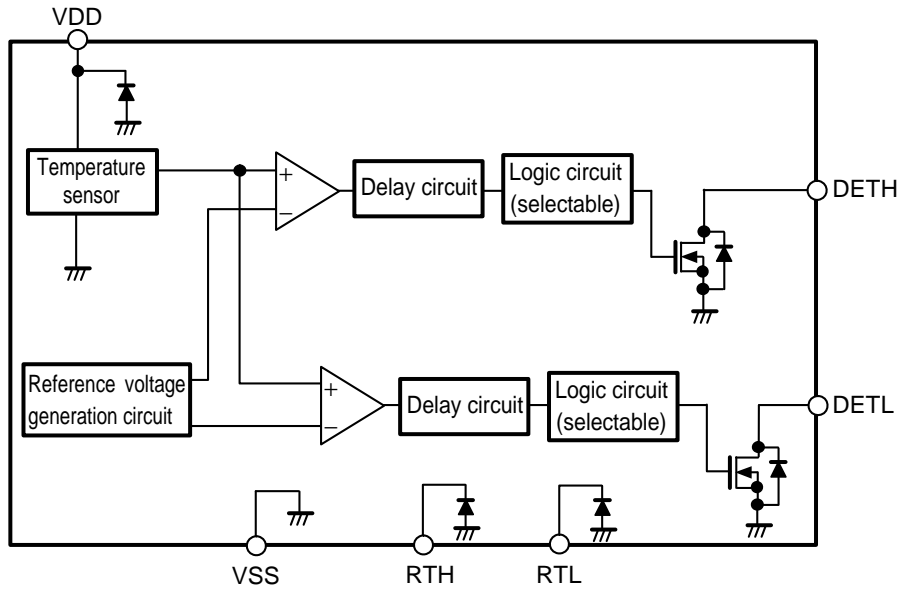 VDD
Temperature
sensor
+
−
Delay circuit
Logic circuit
(selectable)
DETH
Reference voltage
generation circuit
+
−
Delay circuit
Logic circuit
(selectable)
DETL
VSS
RTH
RTL